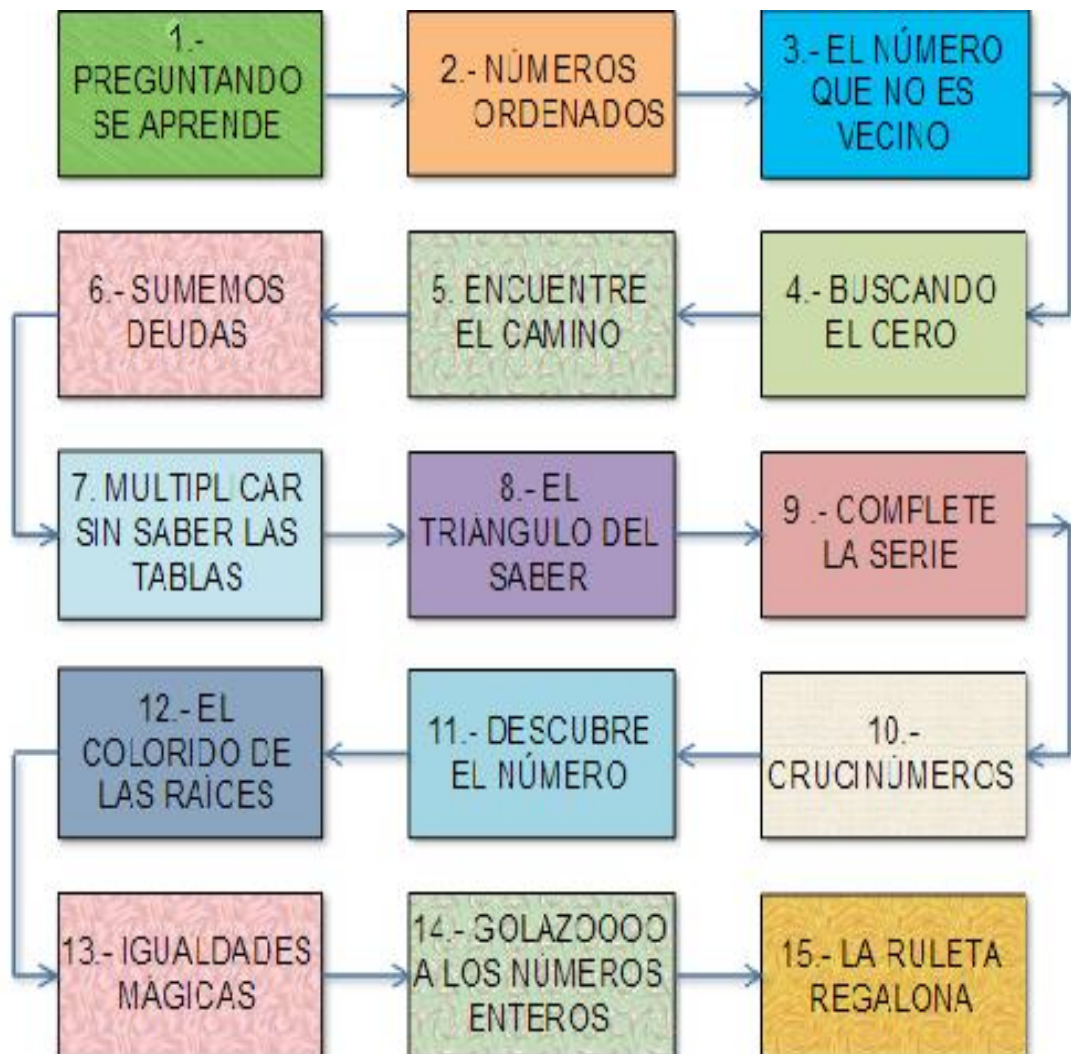 1.-
PREGUNTANDO
SE APRENDE
2.- NÚMEROS
ORDENADOS
3.- EL NÚMERO
QUE NO ES
VECINO
4.- BUSCANDO
EL CERO
5. ENCUENTRE
EL CAMINO
6.- SUMEMOS
DEUDAS
7. MULTIPLICAR
SIN SABER LAS
TABLAS
8.- EL
TRIÁNGULO DEL
SABER
9 .- COMPLETE
LA SERIE
10.-
CRUCINÚMEROS
11.- DESCUBRE
EL NÚMERO
12.- EL
COLORIDO DE
LAS RAÍCES
13.- IGUALDADES
MÁGICAS
14.- GOLAZOOOO
A LOS NÚMEROS
ENTEROS
15.- LA RULETA
REGALONA